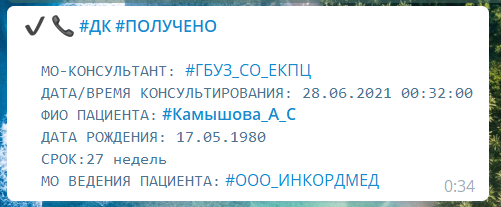 ✔ 📞 #ДК #ПОЛУЧЕНО
МО-КОНСУЛЬТАНТ: #ГБУЗ_СО_ЕКПЦ
ДАТА/ВРЕМЯ КОНСУЛЬТИРОВАНИЯ: 28.06.2021 00:32:00
ФИО ПАЦИЕНТА: #Камышова_А_С
ДАТА РОЖДЕНИЯ: 17.05.1980
СРОК:27 недель
МО ВЕДЕНИЯ ПАЦИЕНТА: #ООО_ИНКОРДМЕД
0:34